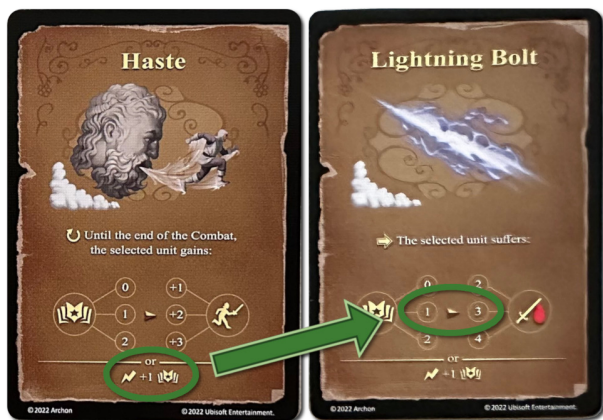 Haste
Until the end of the Combat,
the selected unit gains:
0 +1
1 +2
2 +3
or
+1
© 2022 Archon © 2022 Ubisoft Entertainment.
Lightning Bolt
The selected unit suffers:
0 2
1 3
2 4
or
+1
© 2022 Archon © 2022 Ubisoft Entertainment.